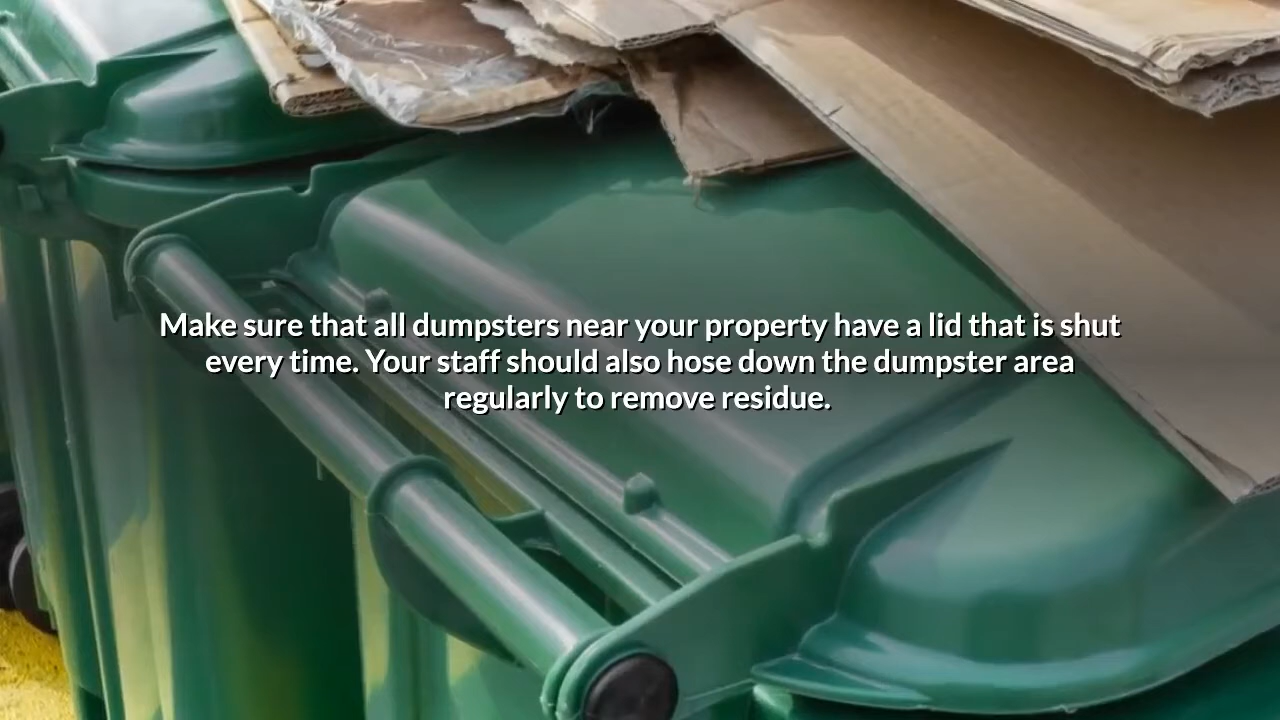 Make sure that all dumpsters near your property have a lid that is shut
every time. Your staff should also hose down the dumpster area
regularly to remove residue.